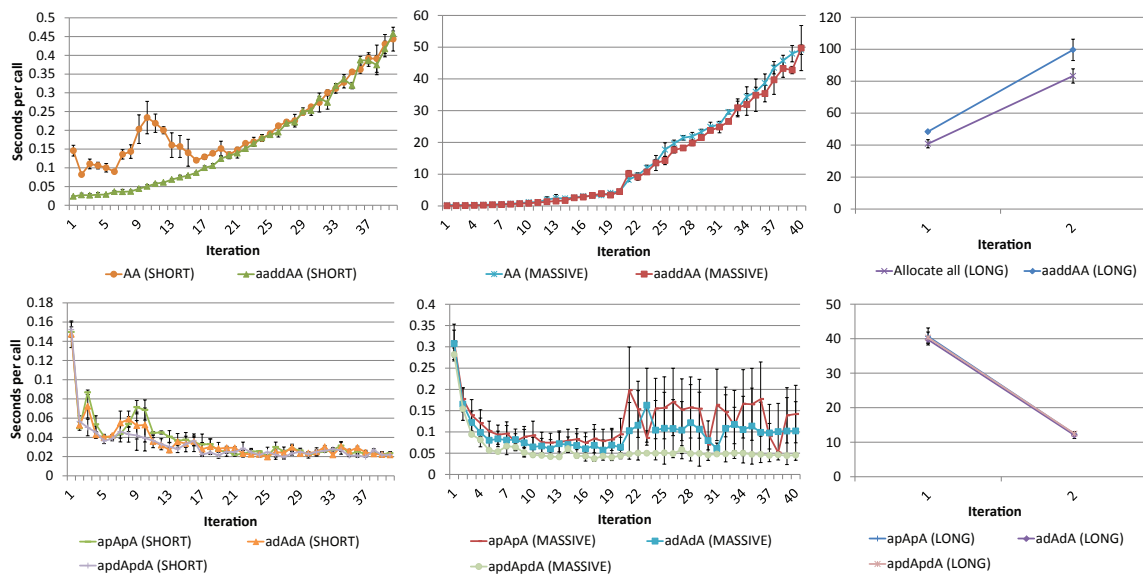 Seconds per call
0.5
0.45
0.4
0.35
0.3
0.25
0.2
0.15
0.1
0.05
0
1 5 9 13 17 21 25 29 33 37
Iteration
AA (SHORT) aaddAA (SHORT)
60
50
40
30
20
10
0
1 4 7 10 13 16 19 22 25 28 31 34 37 40
Iteration
AA (MASSIVE) aaddAA (MASSIVE)
120
100
80
60
40
20
0
1 2
Iteration
Allocate all (LONG) aaddAA (LONG)
Seconds per call
0.18
0.16
0.14
0.12
0.1
0.08
0.06
0.04
0.02
0
1 5 9 13 17 21 25 29 33 37
Iteration
apApA (SHORT) adAdA (SHORT)
apdApdA (SHORT)
0.4
0.35
0.3
0.25
0.2
0.15
0.1
0.05
0
1 4 7 10 13 16 19 22 25 28 31 34 37 40
Iteration
apApA (MASSIVE) adAdA (MASSIVE)
apdApdA (MASSIVE)
50
40
30
20
10
0
1 2
Iteration
apApA (LONG) adAdA (LONG)
apdApdA (LONG)